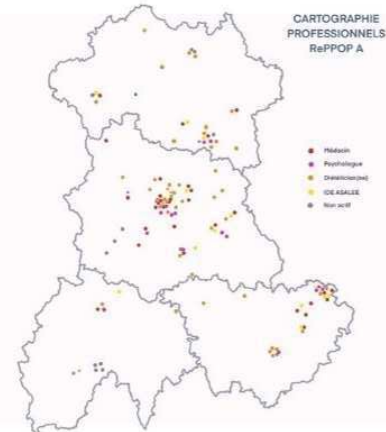 CARTOGRAPHIE
PROFESSIONNELS
RePPOP A
Médecin
Psychologue
Diététicien(ne)
IDE ASALEE
Non actif